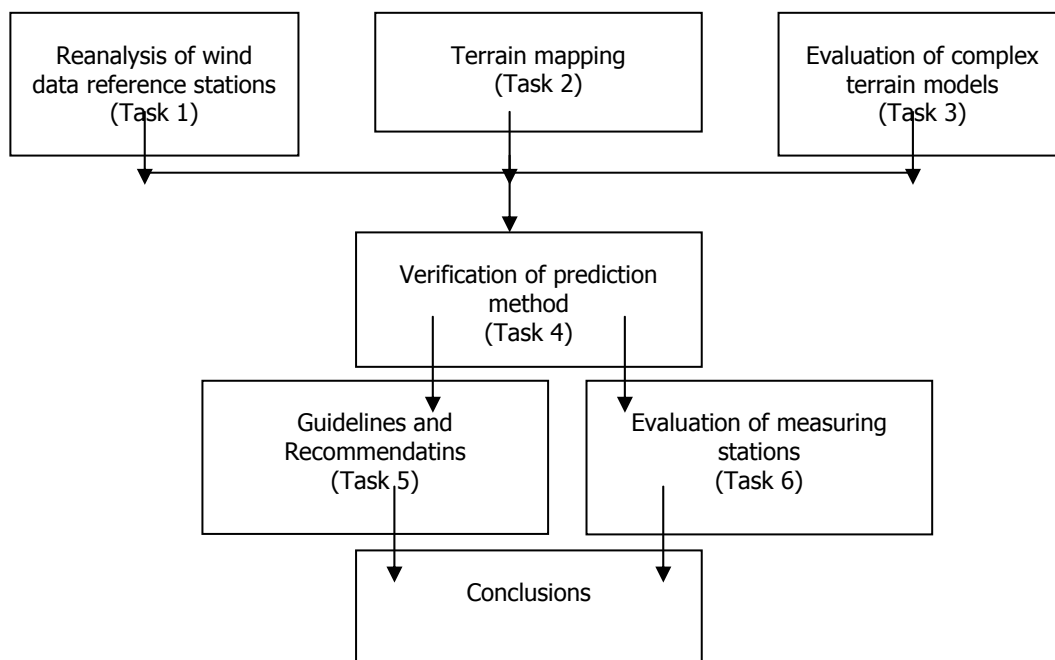 Reanalysis of wind
data reference stations
(Task 1)
Terrain mapping
(Task 2)
Evaluation of complex
terrain models
(Task 3)
Verification of prediction
method
(Task 4)
Guidelines and
Recommendatins
(Task 5)
Evaluation of measuring
stations
(Task 6)
Conclusions